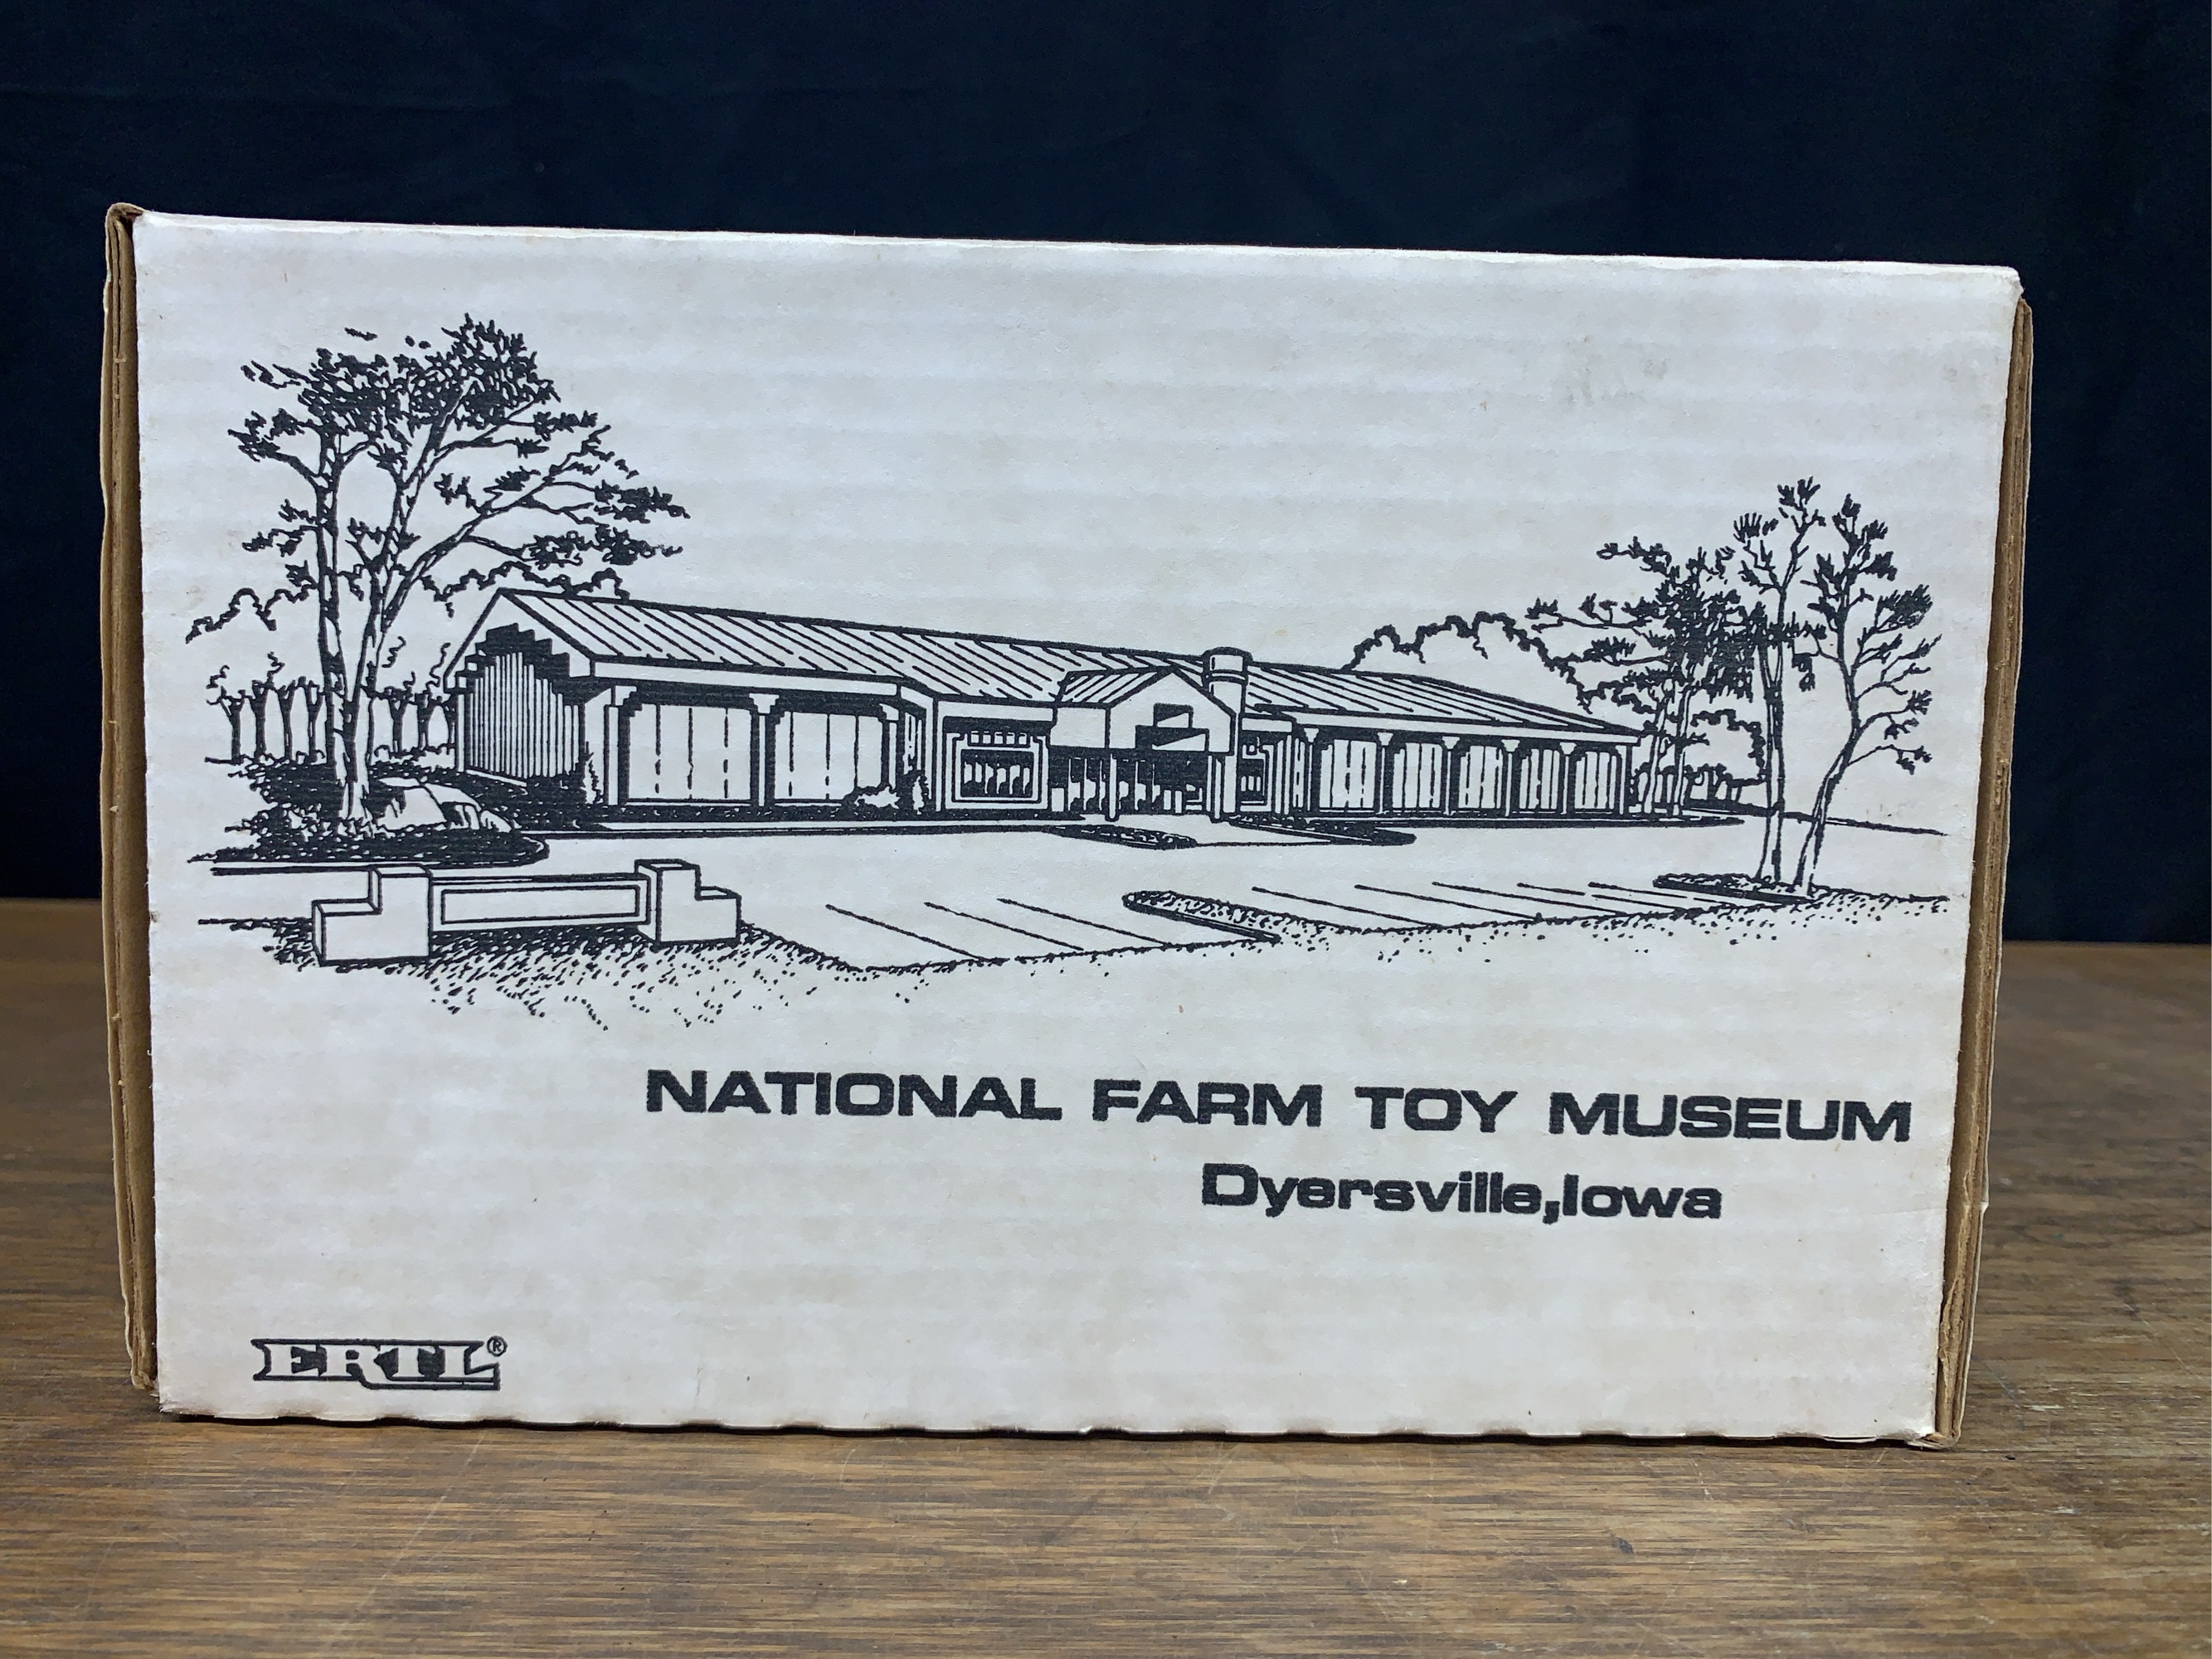 NATIONAL FARM TOY MUSEUM
Dyersville,Iowa
ERTL®